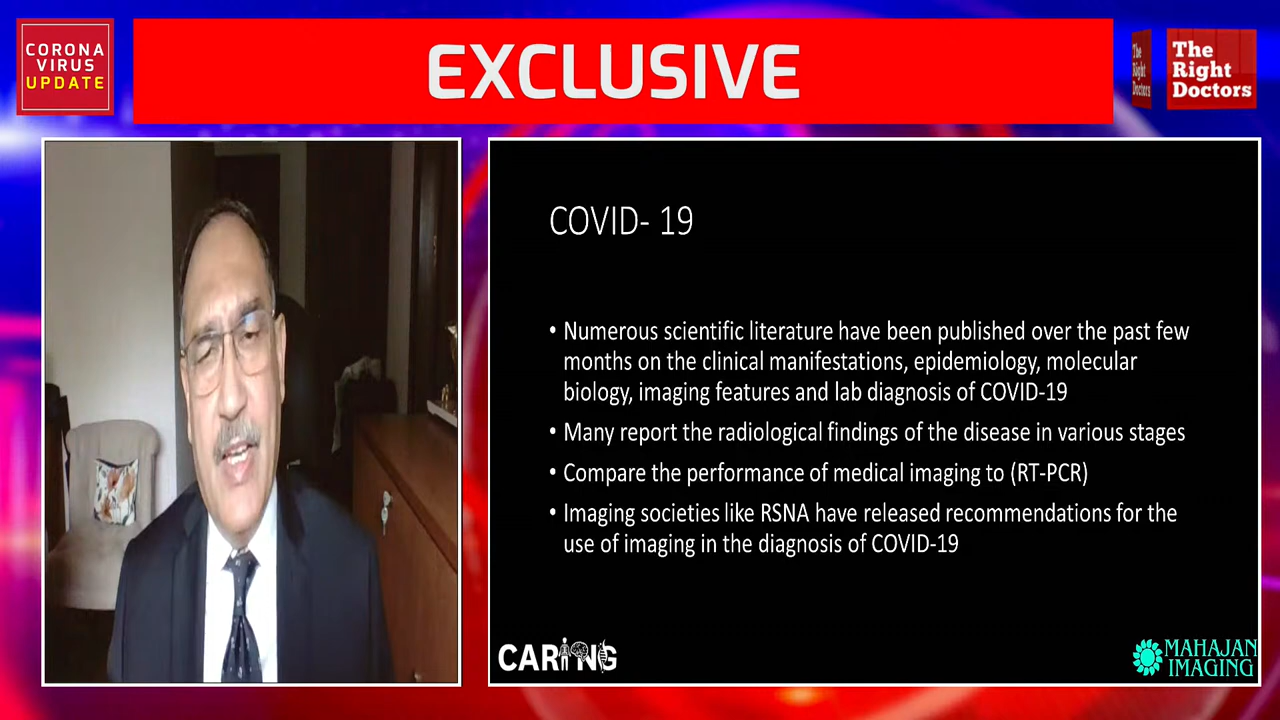 CORONA
VIRUS
UPDATE
EXCLUSIVE
The
Right
Doctors
The
Right
Doctors
COVID- 19
• Numerous scientific literature have been published over the past few
months on the clinical manifestations, epidemiology, molecular
biology, imaging features and lab diagnosis of COVID-19
• Many report the radiological findings of the disease in various stages
• Compare the performance of medical imaging to (RT-PCR)
• Imaging societies like RSNA have released recommendations for the
use of imaging in the diagnosis of COVID-19
CARiNG
MAHAJAN
IMAGING